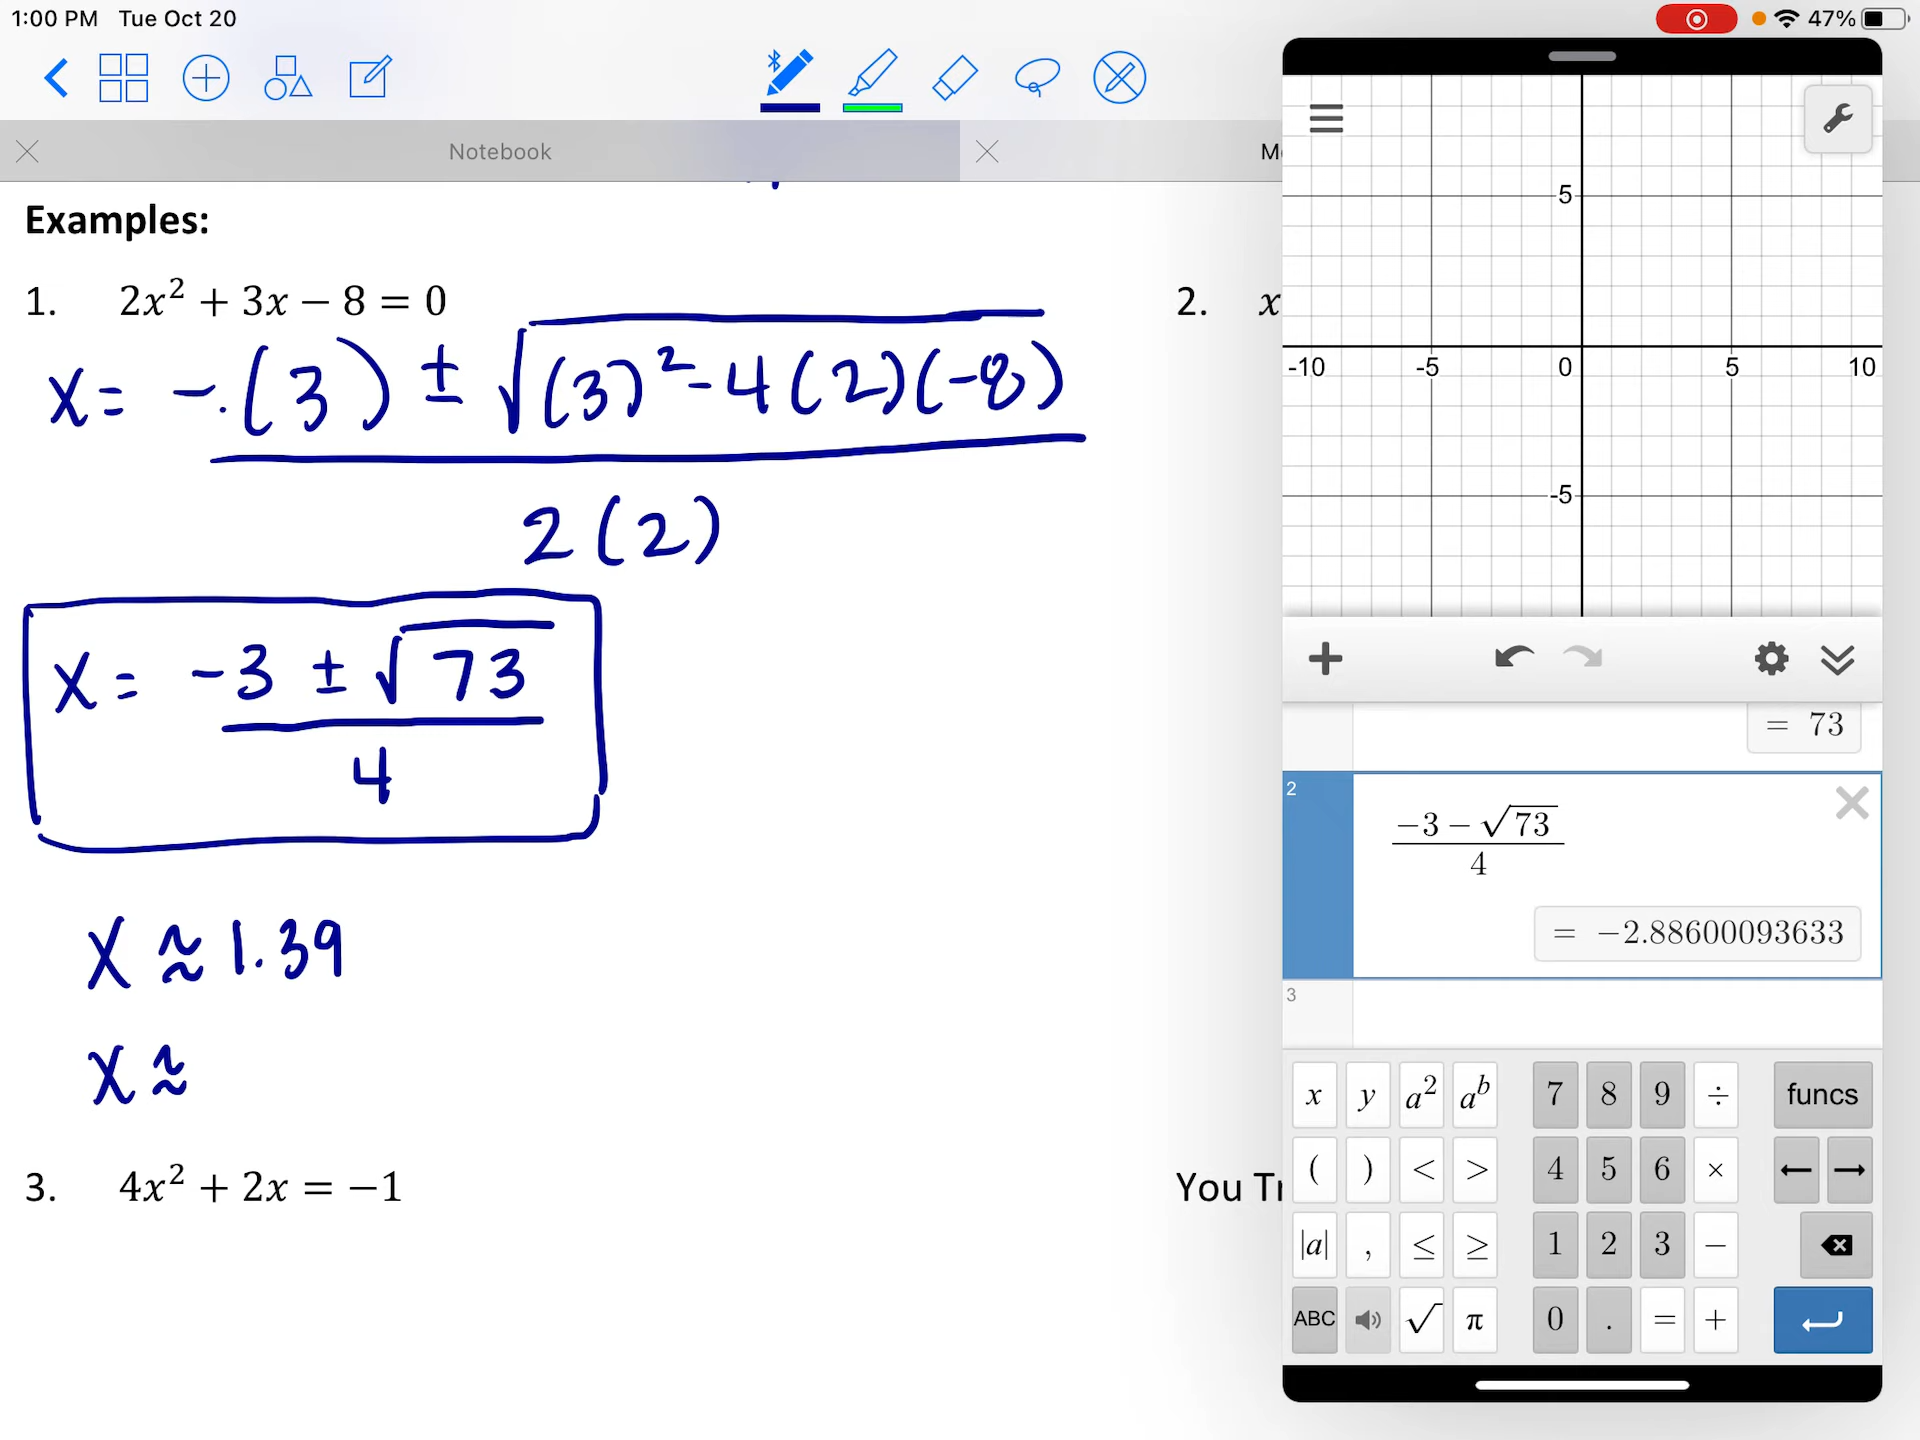 1:00 PM Tue Oct 20
47%
Notebook
Examples:
1. 2x² + 3x − 8 = 0
x = -(3) ± √(3)² - 4(2)(-8)
2(2)
x = -3 ± √73
4
x ≈ 1.39
x ≈
3. 4x² + 2x = −1
2. x
You Tr
5
-10 -5 0 5 10
-5
= 73
2
−3 − √73
4
= −2.88600093633
3
x y a² aᵇ 7 8 9 ÷ funcs
( ) < > 4 5 6 × ← →
|a| , ≤ ≥ 1 2 3 −
ABC √ π 0 . = +